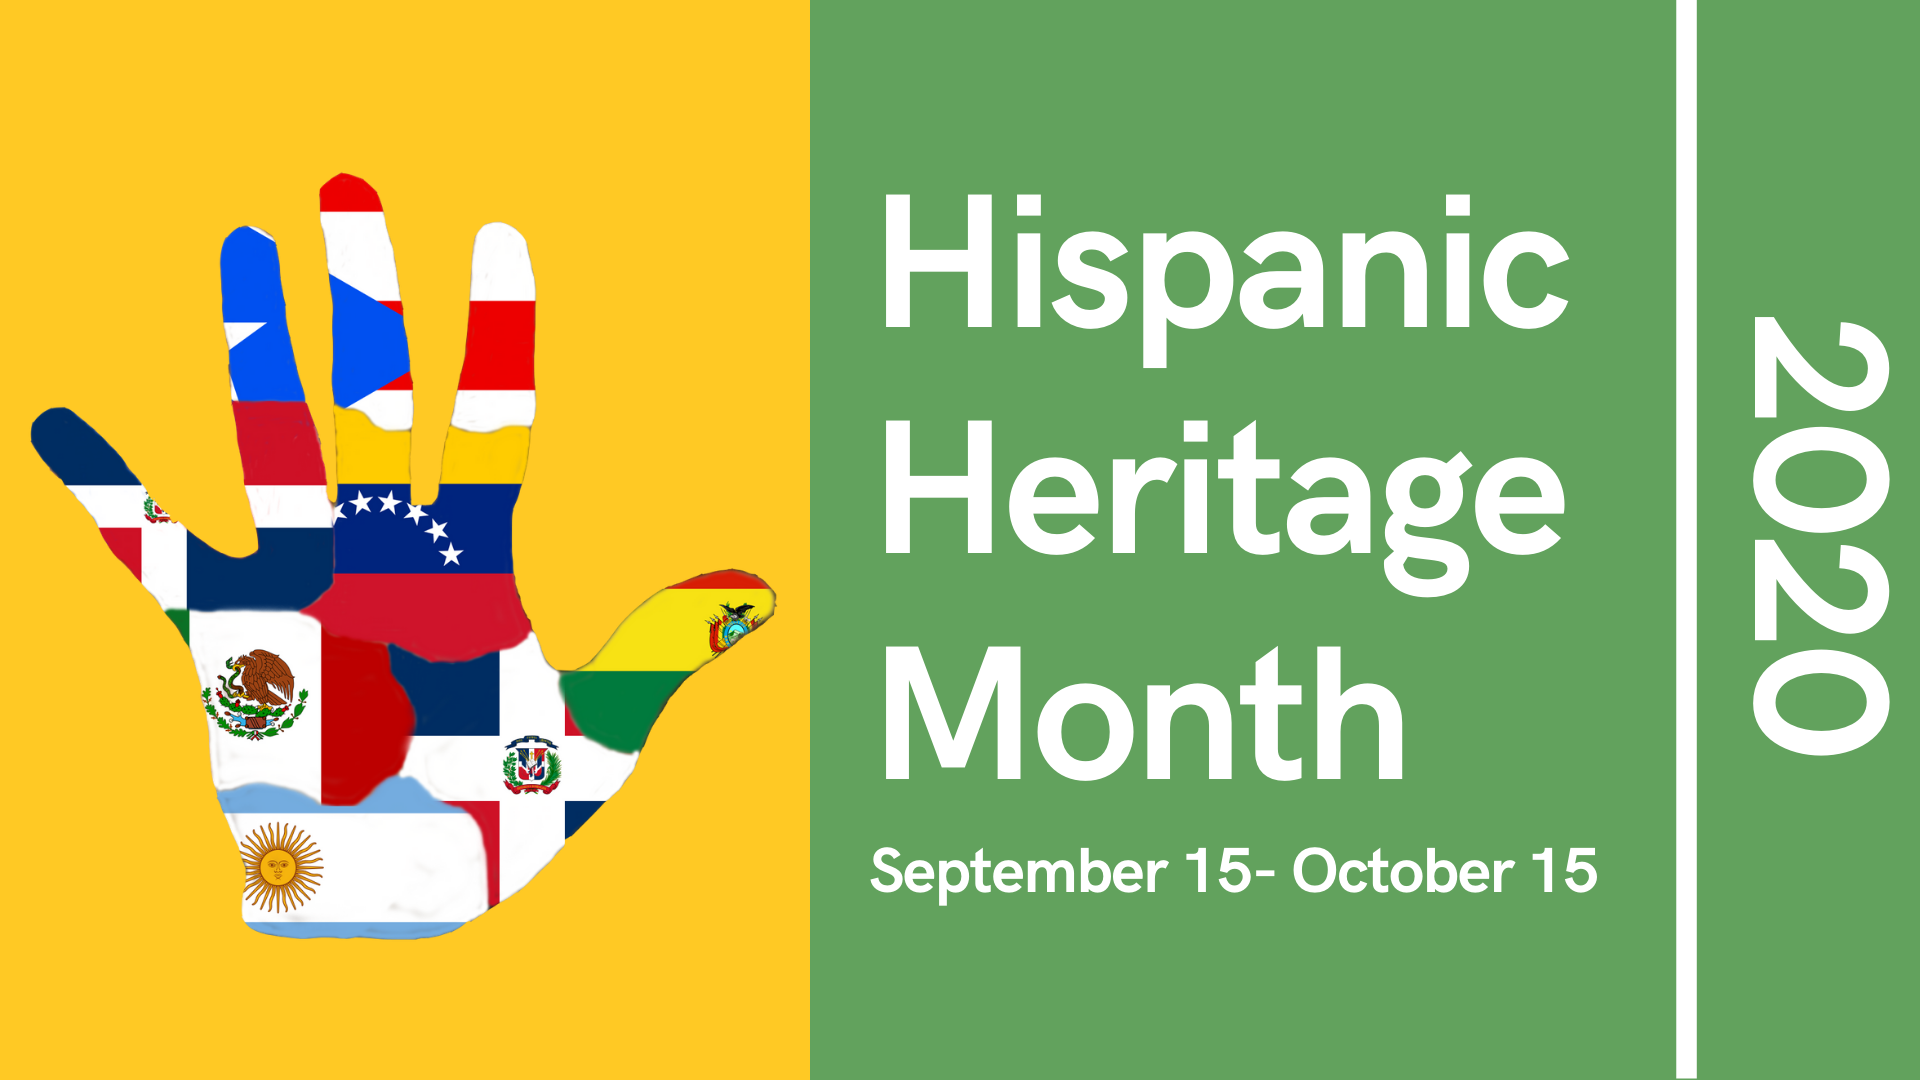 Hispanic
Heritage
Month
September 15- October 15
2020